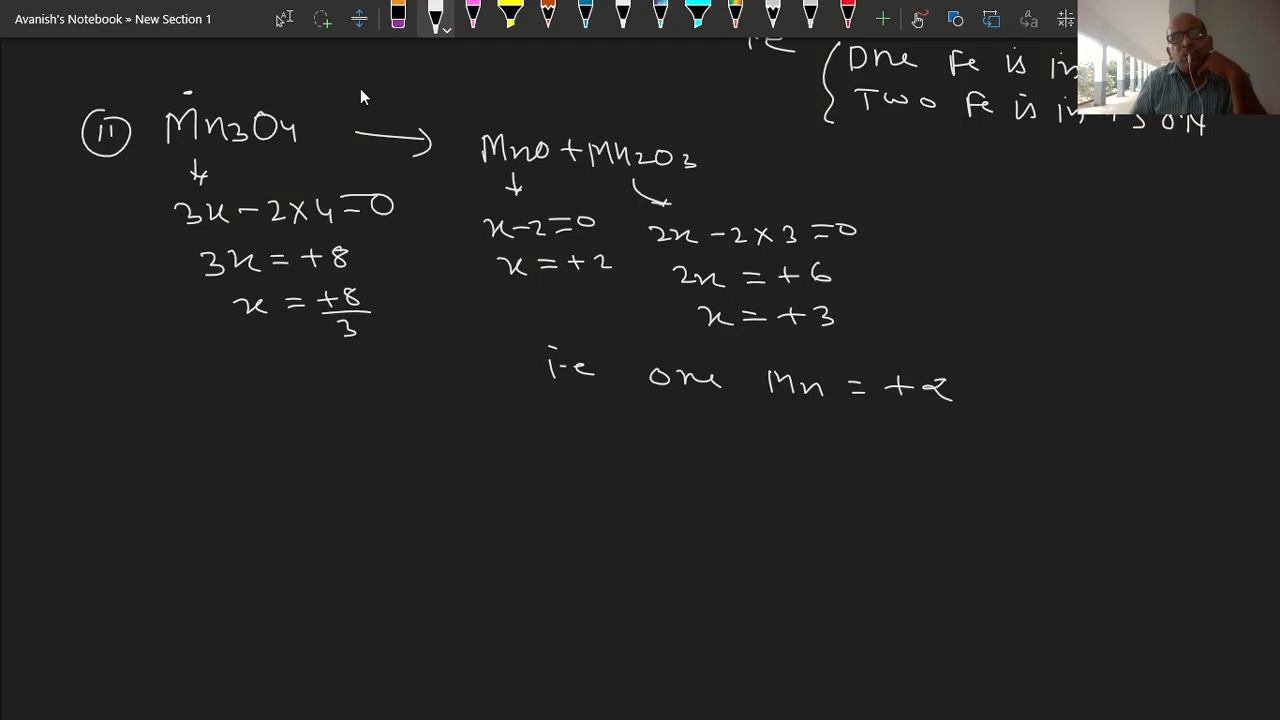 Avanish's Notebook » New Section 1
i.e
One Fe is in
Two Fe is in +3 ON
(ii) Mn3O4 → MnO + Mn2O3
3x - 2 × 4 = 0
3x = +8
x = +8/3
x - 2 = 0
x = +2
2x - 2 × 3 = 0
2x = +6
x = +3
i.e one Mn = +2